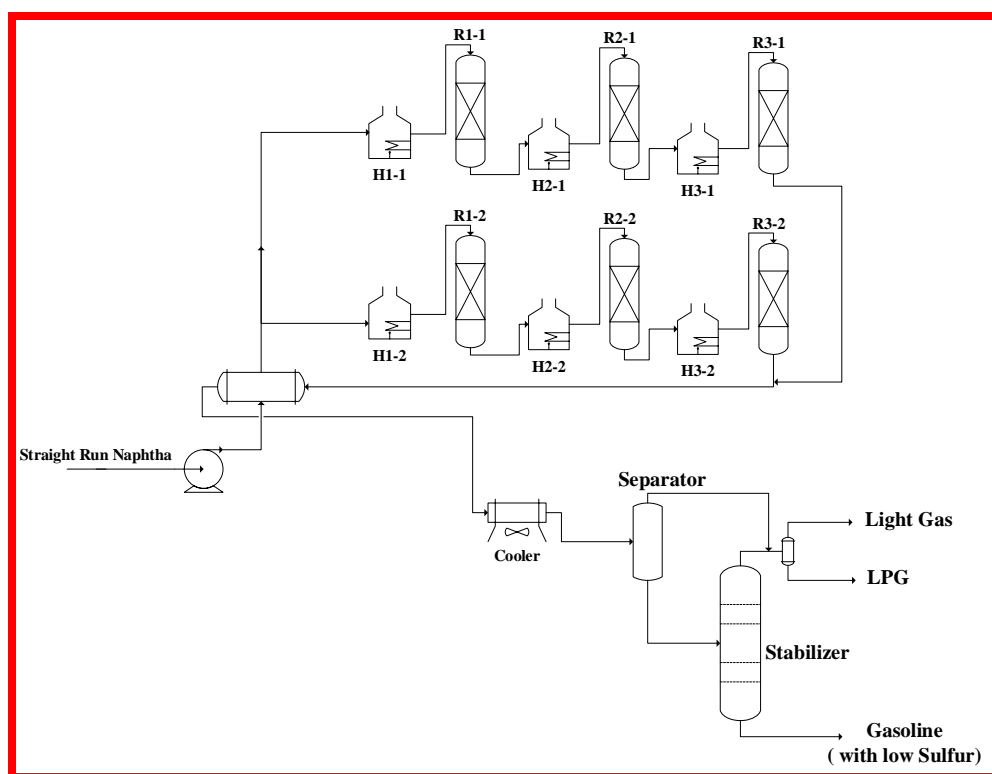 R1-1
R2-1
R3-1
H1-1
H2-1
H3-1
R1-2
R2-2
R3-2
H1-2
H2-2
H3-2
Straight Run Naphtha
Separator
Cooler
Light Gas
LPG
Stabilizer
Gasoline
( with low Sulfur)